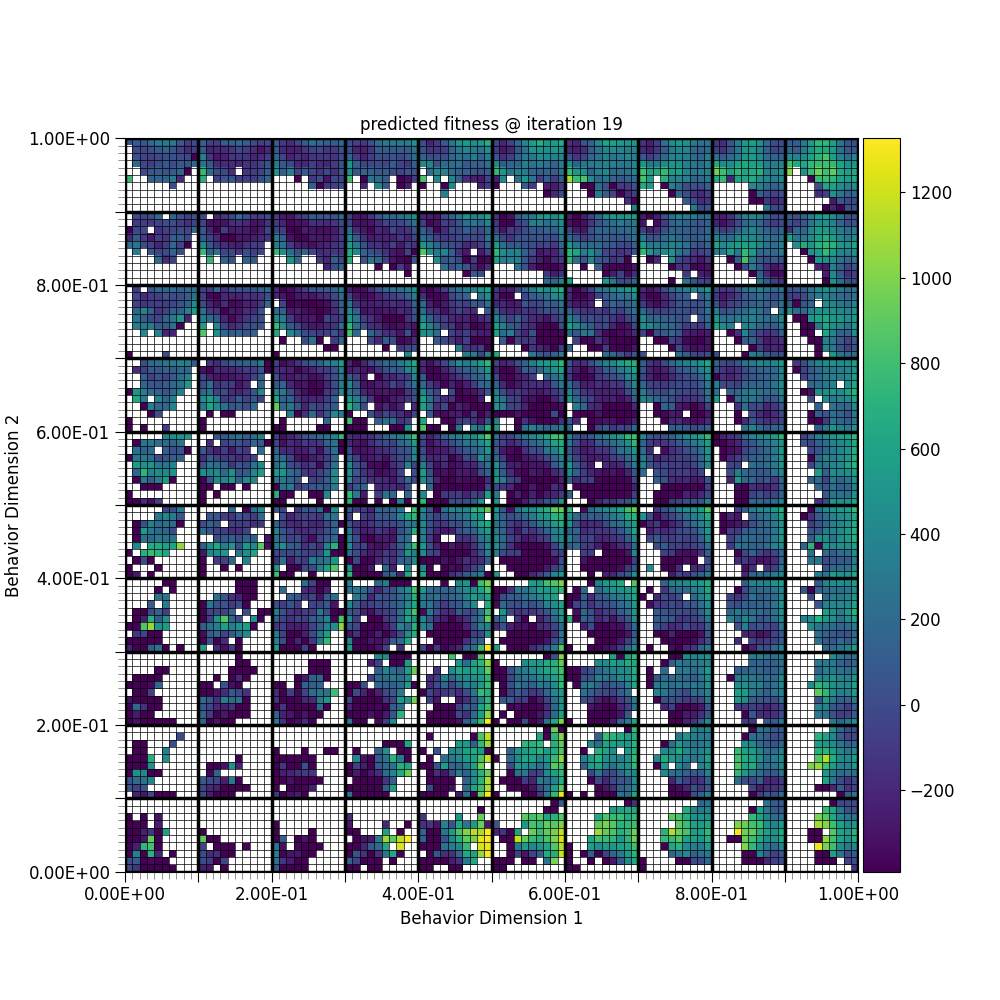 predicted fitness @ iteration 19
1.00E+00
8.00E-01
6.00E-01
4.00E-01
2.00E-01
0.00E+00
Behavior Dimension 2
0.00E+00 2.00E-01 4.00E-01 6.00E-01 8.00E-01 1.00E+00
Behavior Dimension 1
1200
1000
800
600
400
200
0
−200